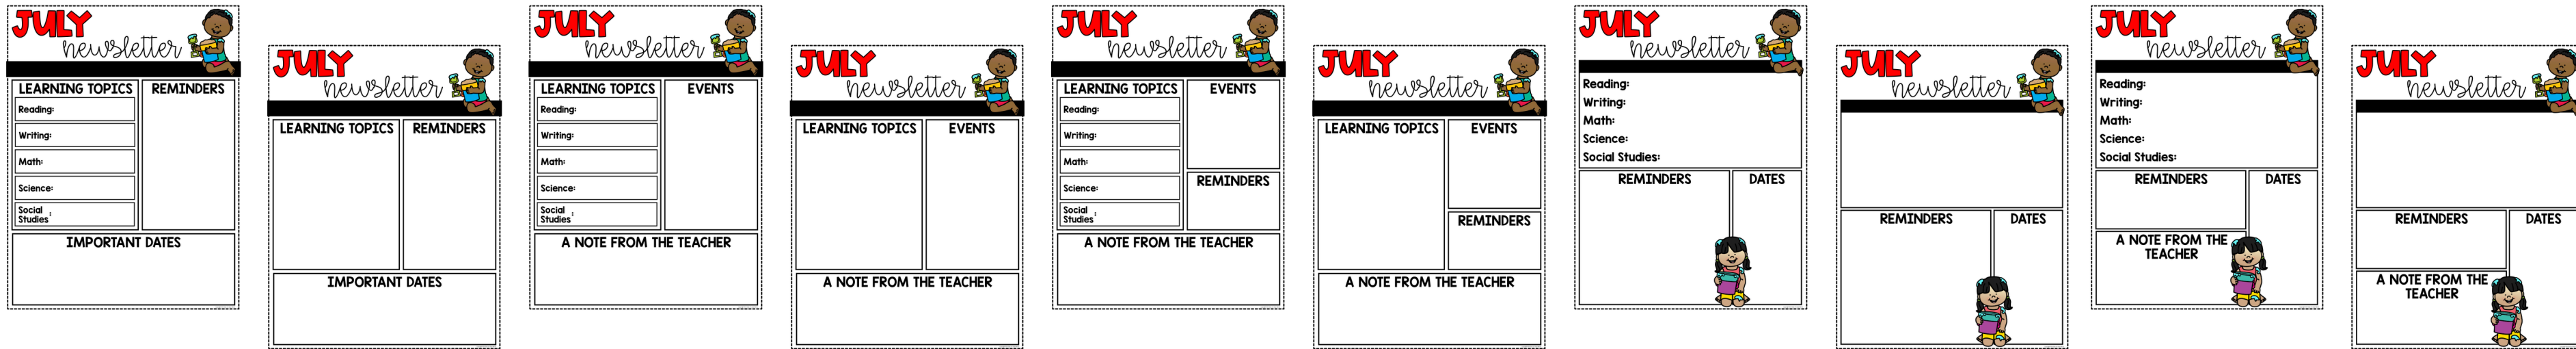 JULY
newsletter
LEARNING TOPICS
REMINDERS
Reading:
Writing:
Math:
Science:
Social Studies:
IMPORTANT DATES
JULY
newsletter
LEARNING TOPICS
REMINDERS
IMPORTANT DATES
JULY
newsletter
LEARNING TOPICS
EVENTS
Reading:
Writing:
Math:
Science:
Social Studies:
A NOTE FROM THE TEACHER
JULY
newsletter
LEARNING TOPICS
EVENTS
A NOTE FROM THE TEACHER
JULY
newsletter
LEARNING TOPICS
EVENTS
Reading:
Writing:
Math:
Science:
Social Studies:
REMINDERS
A NOTE FROM THE TEACHER
JULY
newsletter
LEARNING TOPICS
EVENTS
REMINDERS
A NOTE FROM THE TEACHER
JULY
newsletter
Reading:
Writing:
Math:
Science:
Social Studies:
REMINDERS
DATES
JULY
newsletter
REMINDERS
DATES
JULY
newsletter
Reading:
Writing:
Math:
Science:
Social Studies:
REMINDERS
DATES
A NOTE FROM THE
TEACHER
JULY
newsletter
REMINDERS
DATES
A NOTE FROM THE
TEACHER